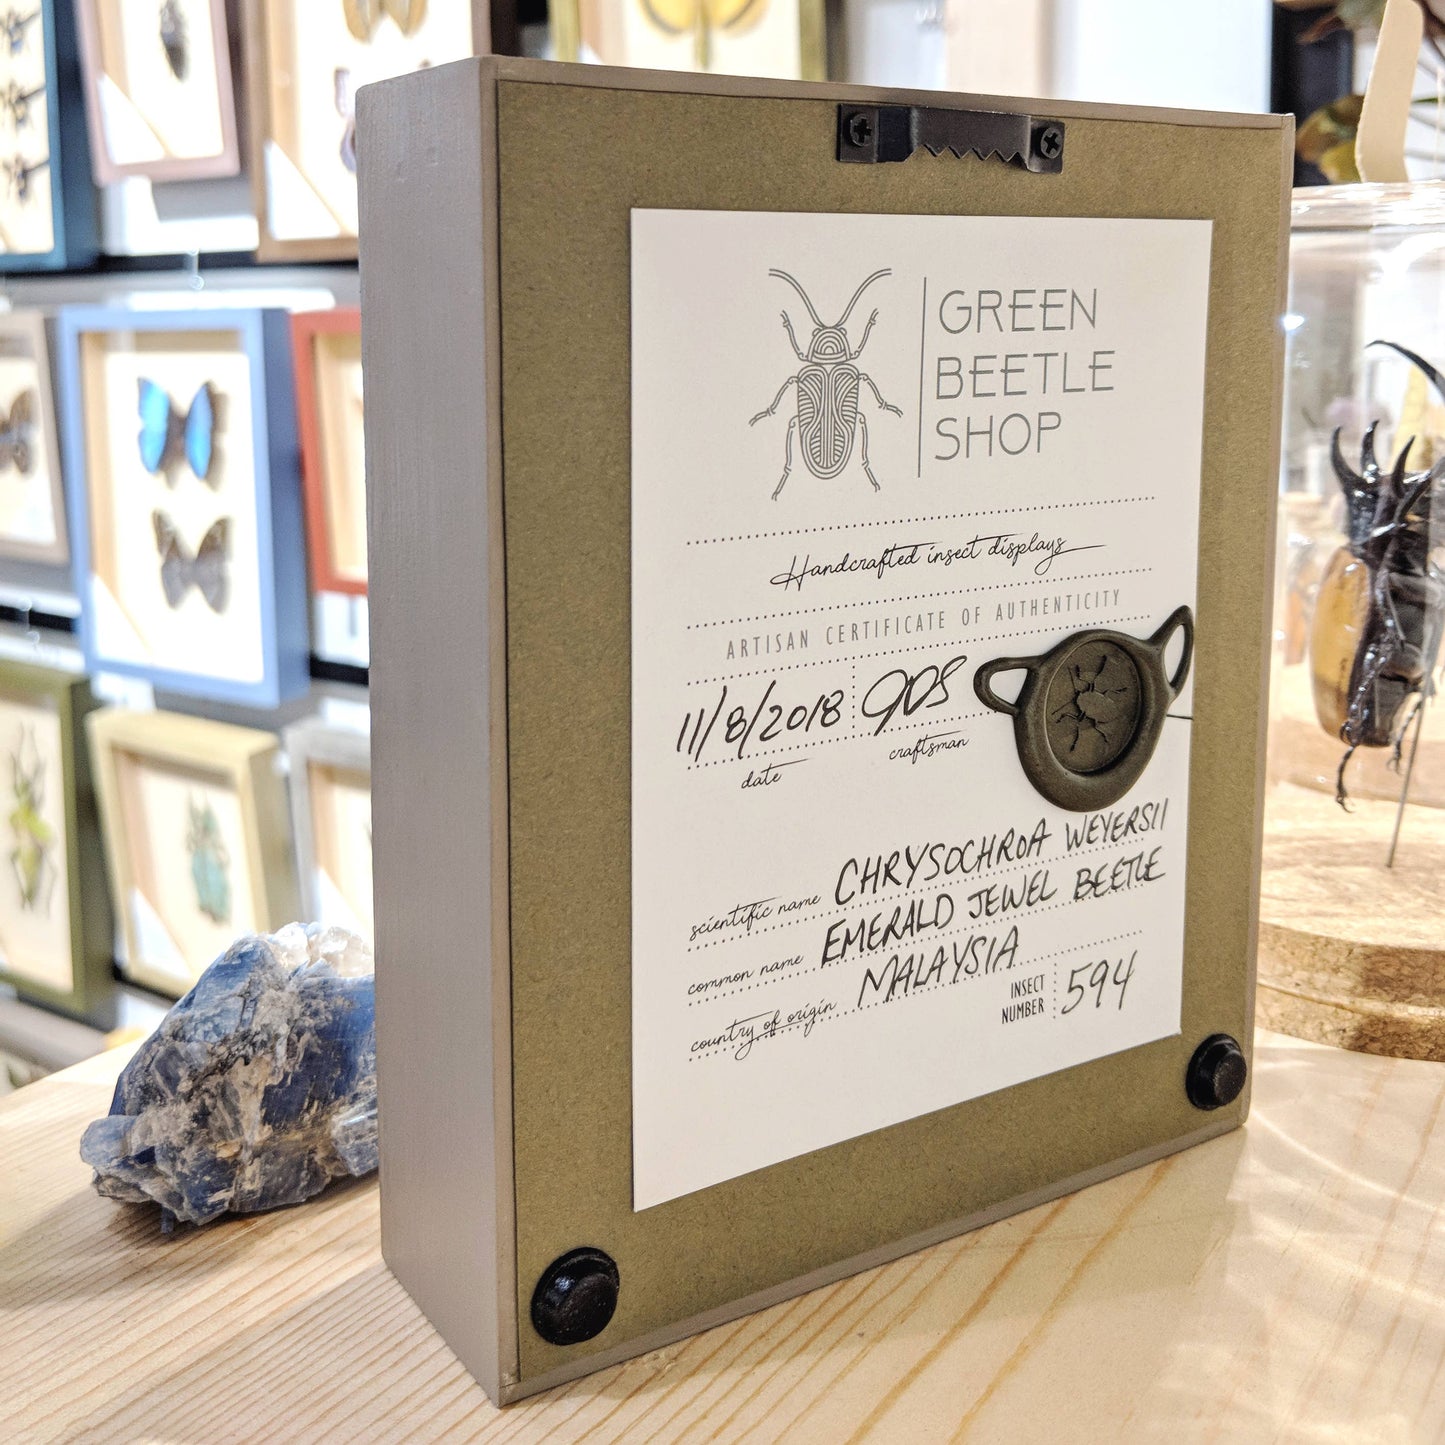 GREEN
BEETLE
SHOP
Handcrafted insect displays
ARTISAN CERTIFICATE OF AUTHENTICITY
11/8/2018
date craftsman
scientific name CHRYSOCHROA WEYERSII
common name EMERALD JEWEL BEETLE
country of origin MALAYSIA
INSECT
NUMBER 594